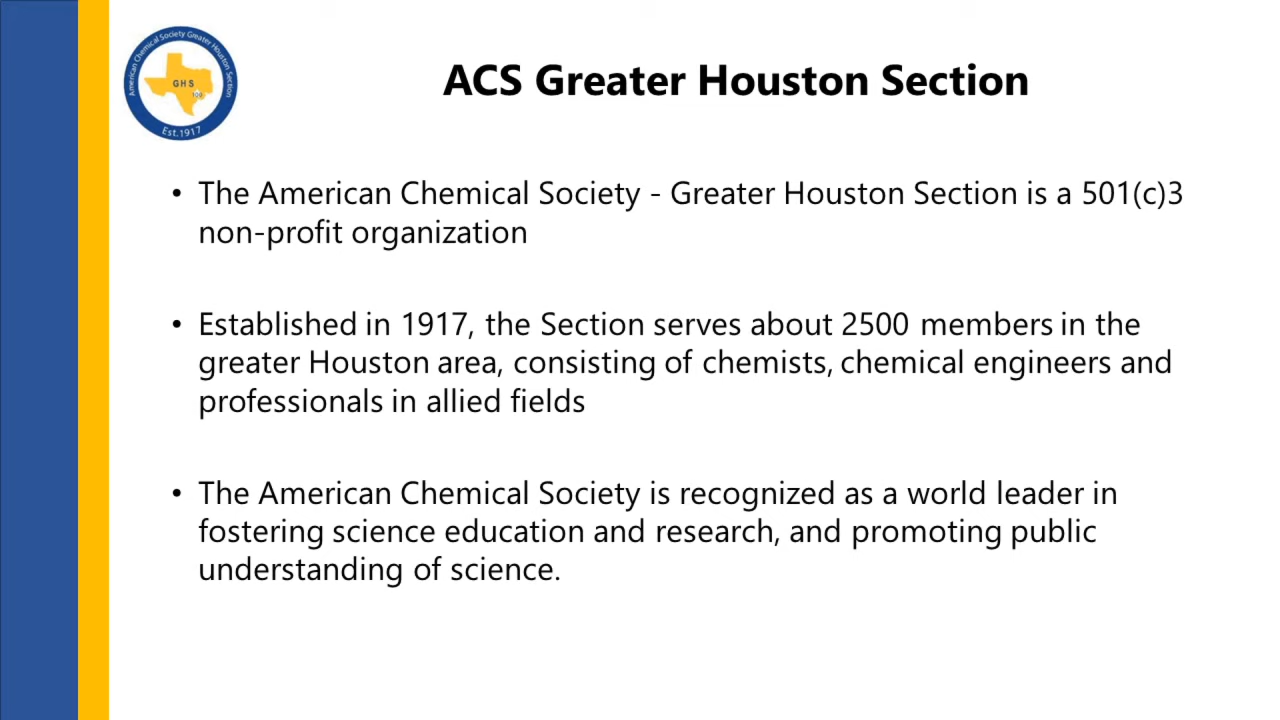 American Chemical Society Greater Houston Section
GHS
100
Est.1917
ACS Greater Houston Section
• The American Chemical Society - Greater Houston Section is a 501(c)3
non-profit organization
• Established in 1917, the Section serves about 2500 members in the
greater Houston area, consisting of chemists, chemical engineers and
professionals in allied fields
• The American Chemical Society is recognized as a world leader in
fostering science education and research, and promoting public
understanding of science.